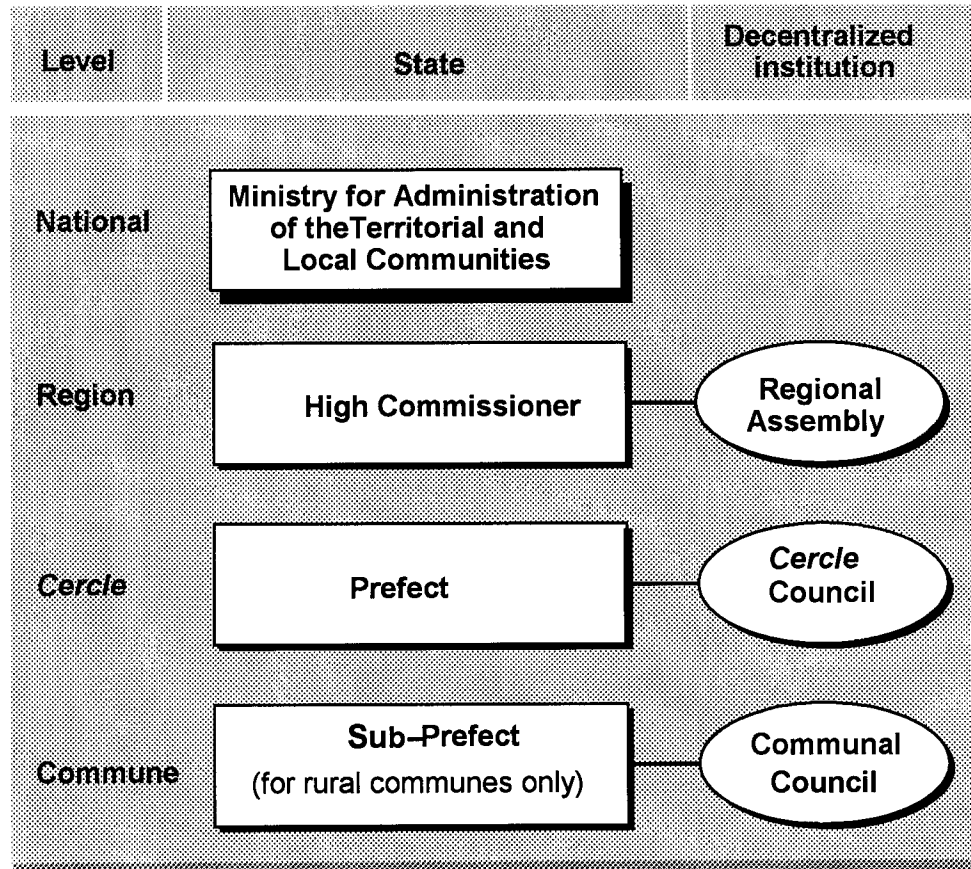 Level
State
Decentralized
institution
National
Ministry for Administration
of theTerritorial and
Local Communities
Region
High Commissioner
Regional
Assembly
Cercle
Prefect
Cercle
Council
Commune
Sub–Prefect
(for rural communes only)
Communal
Council